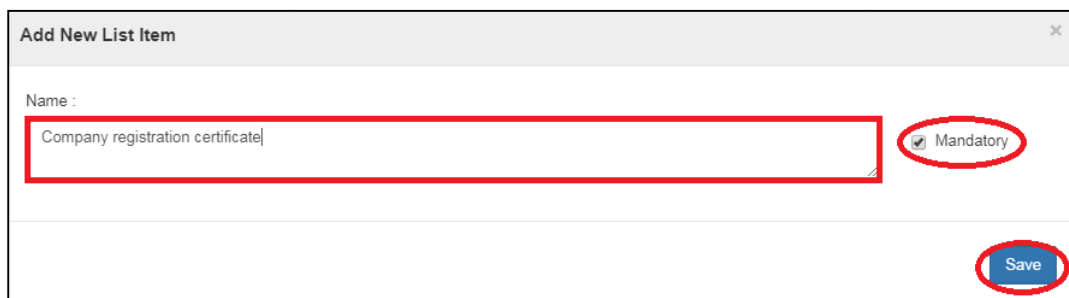 Add New List Item
×
Name :
Company registration certificate
Mandatory
Save